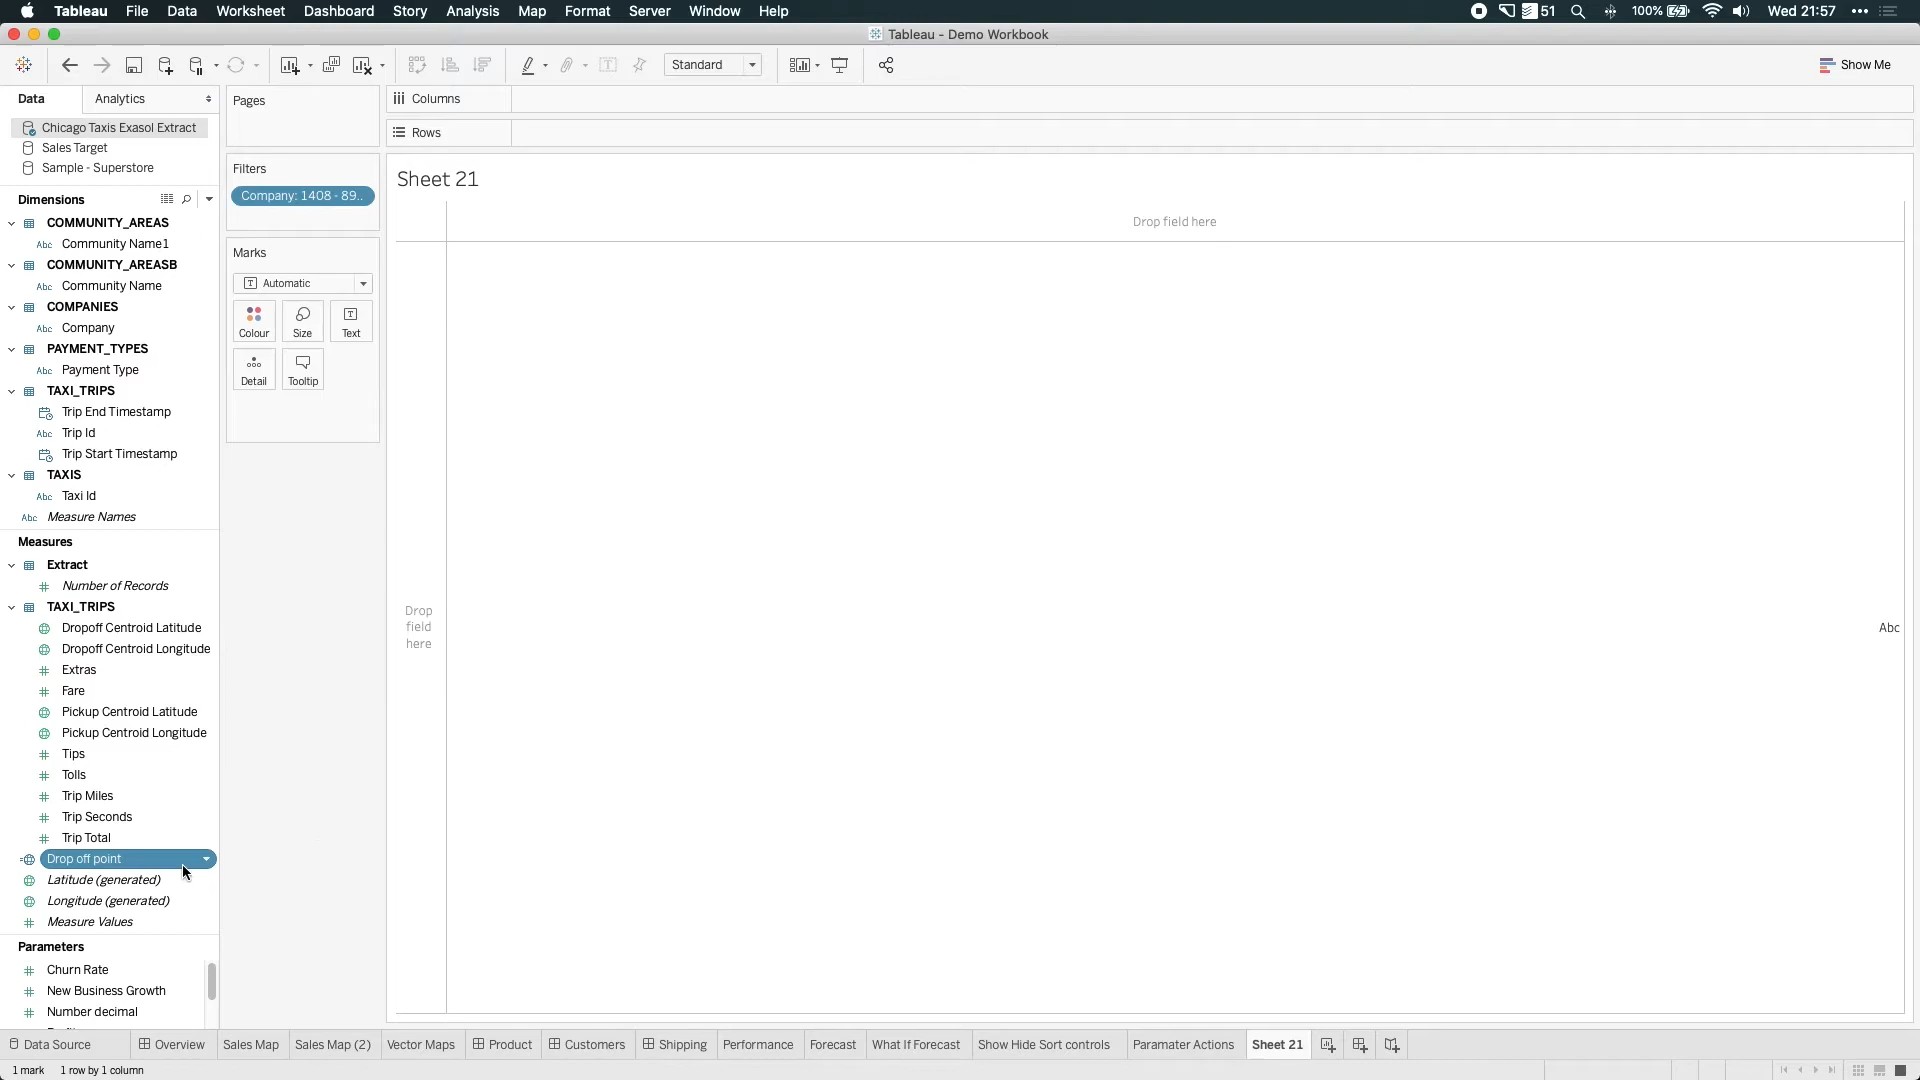 Tableau File Data Worksheet Dashboard Story Analysis Map Format Server Window Help 51 100% Wed 21:57
Tableau - Demo Workbook
Standard Show Me
Data Analytics
Chicago Taxis Exasol Extract
Sales Target
Sample - Superstore
Dimensions
COMMUNITY_AREAS
Abc Community Name1
COMMUNITY_AREASB
Abc Community Name
COMPANIES
Abc Company
PAYMENT_TYPES
Abc Payment Type
TAXI_TRIPS
Trip End Timestamp
Abc Trip Id
Trip Start Timestamp
TAXIS
Abc Taxi Id
Abc Measure Names
Measures
Extract
# Number of Records
TAXI_TRIPS
Dropoff Centroid Latitude
Dropoff Centroid Longitude
# Extras
# Fare
Pickup Centroid Latitude
Pickup Centroid Longitude
# Tips
# Tolls
# Trip Miles
# Trip Seconds
# Trip Total
Drop off point
Latitude (generated)
Longitude (generated)
# Measure Values
Parameters
# Churn Rate
# New Business Growth
# Number decimal
Pages
Filters
Company: 1408 - 89..
Marks
T Automatic
Colour Size Text
Detail Tooltip
Columns
Rows
Sheet 21
Drop field here
Drop
field
here
Abc
Data Source Overview Sales Map Sales Map (2) Vector Maps Product Customers Shipping Performance Forecast What If Forecast Show Hide Sort controls Paramater Actions Sheet 21
1 mark 1 row by 1 column